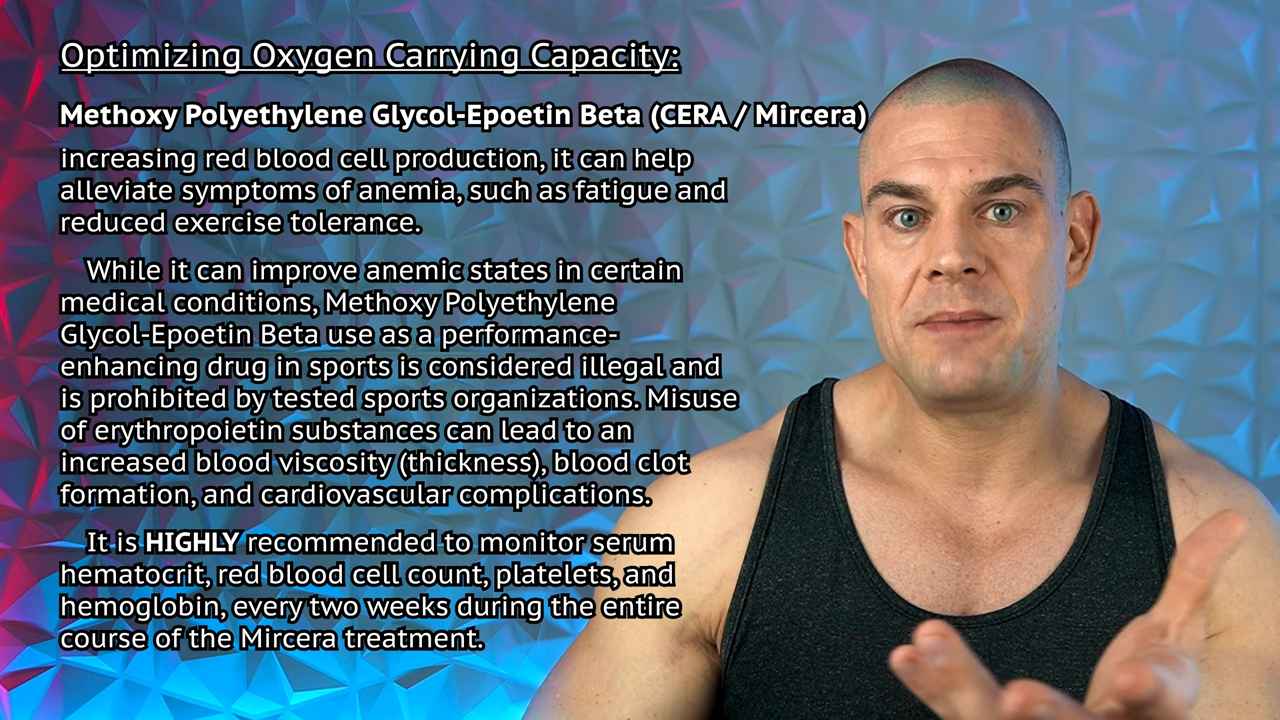 Optimizing Oxygen Carrying Capacity:
Methoxy Polyethylene Glycol-Epoetin Beta (CERA / Mircera)
increasing red blood cell production, it can help
alleviate symptoms of anemia, such as fatigue and
reduced exercise tolerance.
While it can improve anemic states in certain
medical conditions, Methoxy Polyethylene
Glycol-Epoetin Beta use as a performance-
enhancing drug in sports is considered illegal and
is prohibited by tested sports organizations. Misuse
of erythropoietin substances can lead to an
increased blood viscosity (thickness), blood clot
formation, and cardiovascular complications.
It is HIGHLY recommended to monitor serum
hematocrit, red blood cell count, platelets, and
hemoglobin, every two weeks during the entire
course of the Mircera treatment.